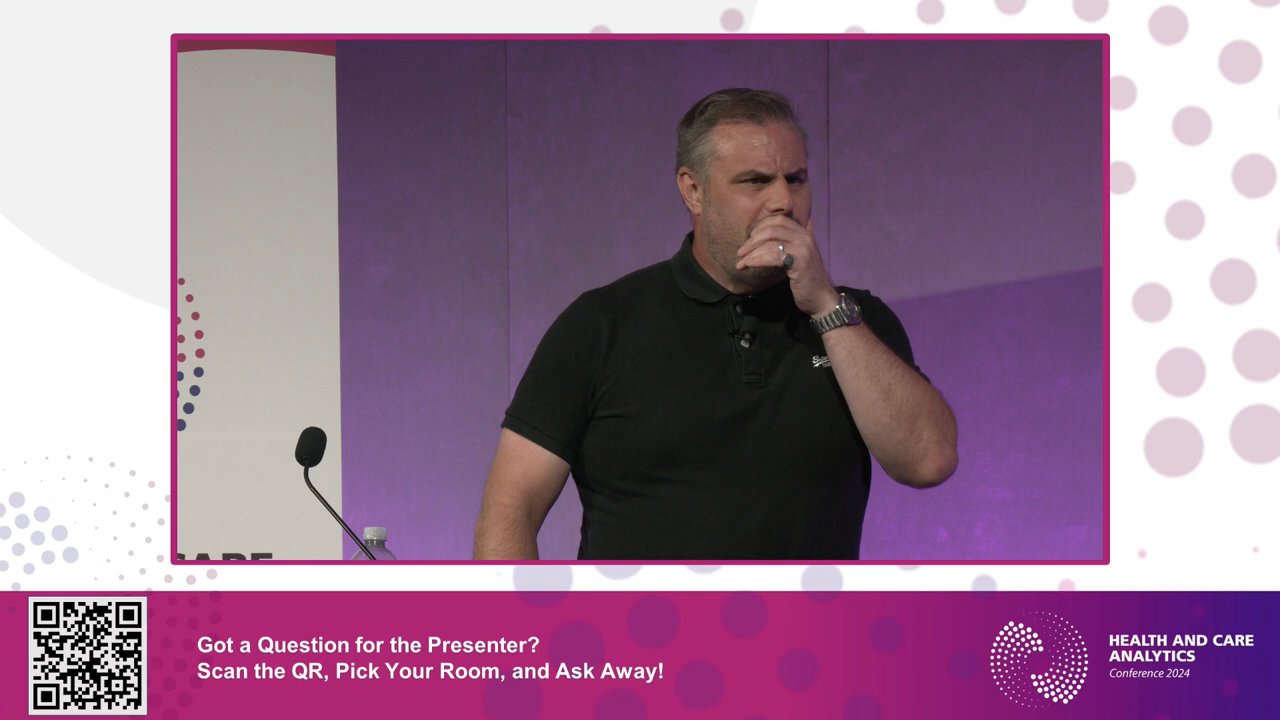 Got a Question for the Presenter?
Scan the QR, Pick Your Room, and Ask Away!
HEALTH AND CARE
ANALYTICS
Conference 2024